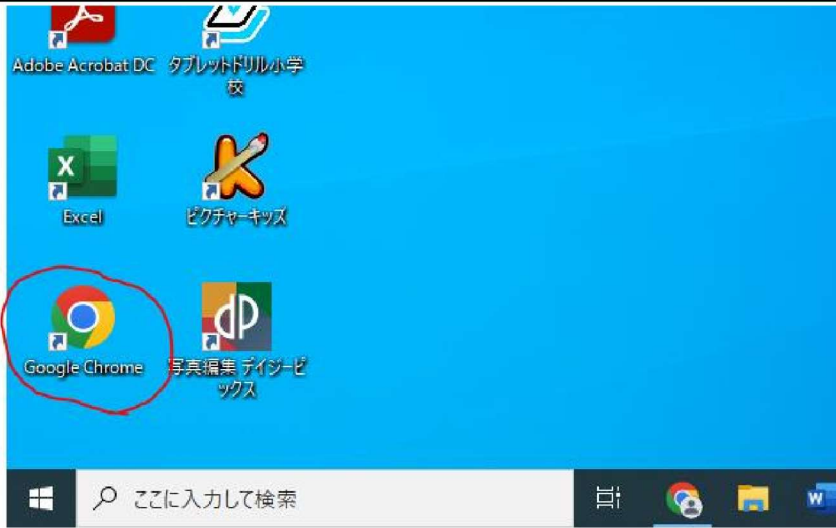 Adobe Acrobat DC
タブレットドリル小学
校
Excel
ピクチャーキッズ
Google Chrome
写真編集 デイジーピ
ックス
ここに入力して検索